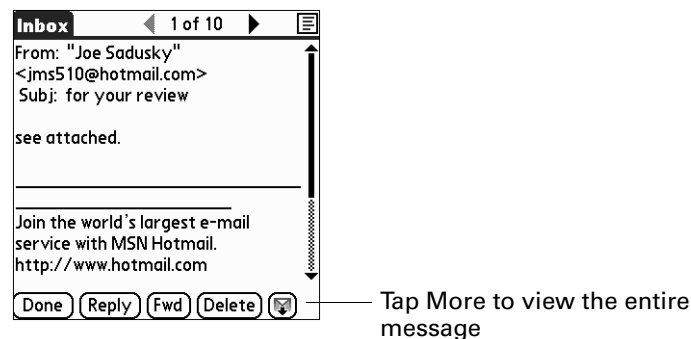 Inbox 1 of 10
From: "Joe Sadusky"
<jms510@hotmail.com>
Subj: for your review
see attached.
Join the world's largest e-mail
service with MSN Hotmail.
http://www.hotmail.com
Done Reply Fwd Delete
Tap More to view the entire
message